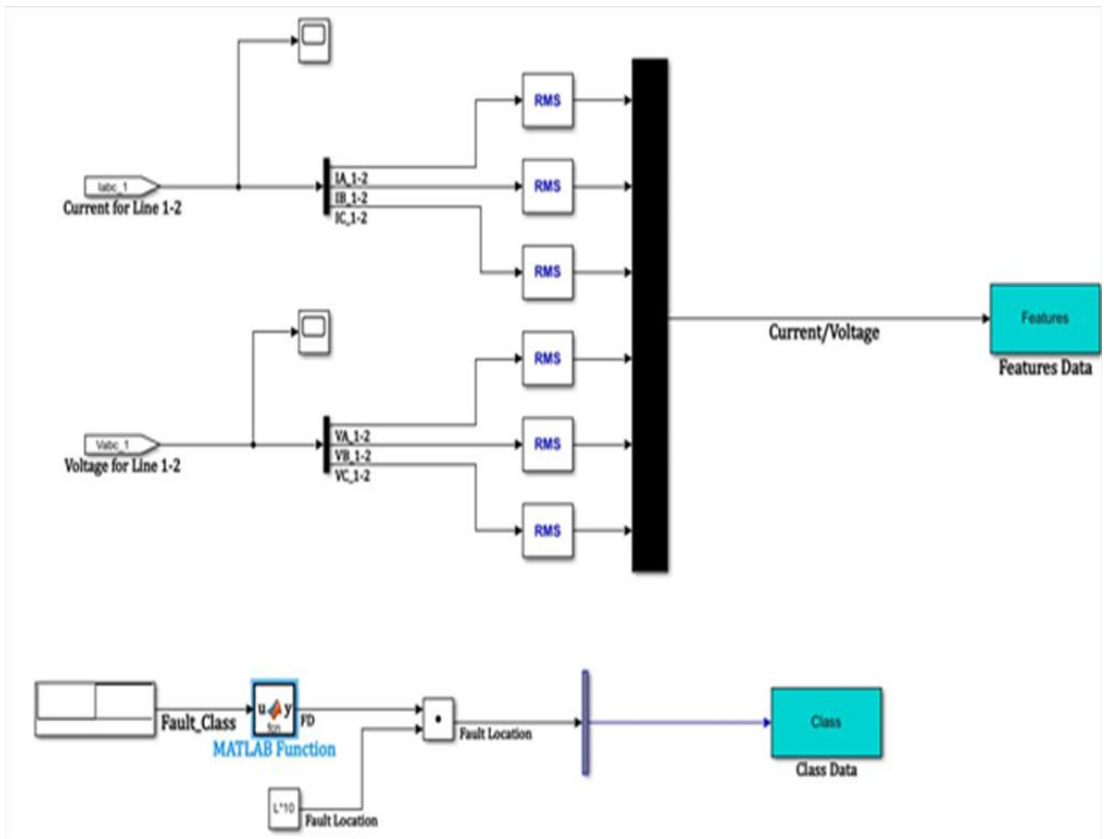 RMS
Iabc_1
Current for Line 1-2
IA_1-2
IB_1-2
IC_1-2
RMS
RMS
Features
Current/Voltage
Features Data
RMS
Vabc_1
Voltage for Line 1-2
VA_1-2
VB_1-2
VC_1-2
RMS
RMS
Fault_Class
u y
fcn
FD
MATLAB Function
Fault Location
Class
Class Data
L*10
Fault Location